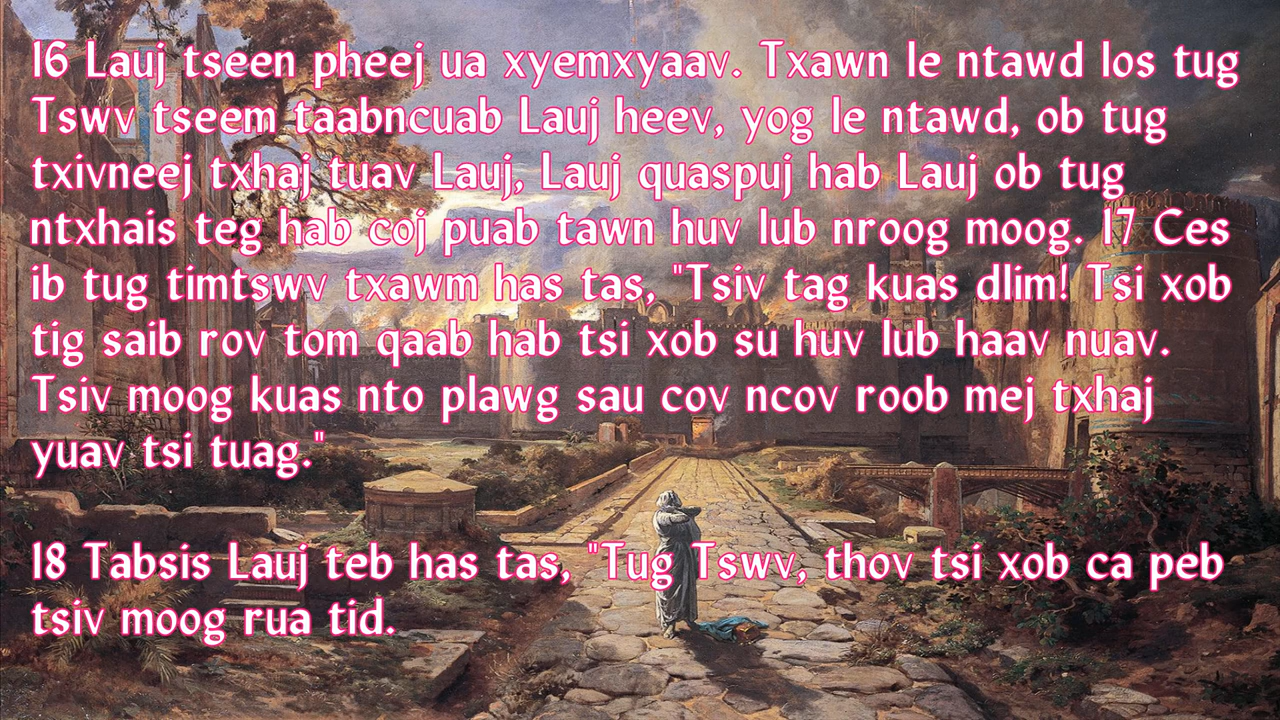 16 Lauj tseen pheej ua xyemxyaav. Txawn le ntawd los tug
Tswv tseem taabncuab Lauj heev, yog le ntawd, ob tug
txivneej txhaj tuav Lauj, Lauj quaspuj hab Lauj ob tug
ntxhais teg hab coj puab tawn huv lub nroog moog. 17 Ces
ib tug timtswv txawm has tas, "Tsiv tag kuas dlim! Tsi xob
tig saib rov tom qaab hab tsi xob su huv lub haav nuav.
Tsiv moog kuas nto plawg sau cov ncov roob mej txhaj
yuav tsi tuag."
18 Tabsis Lauj teb has tas, "Tug Tswv, thov tsi xob ca peb
tsiv moog rua tid.